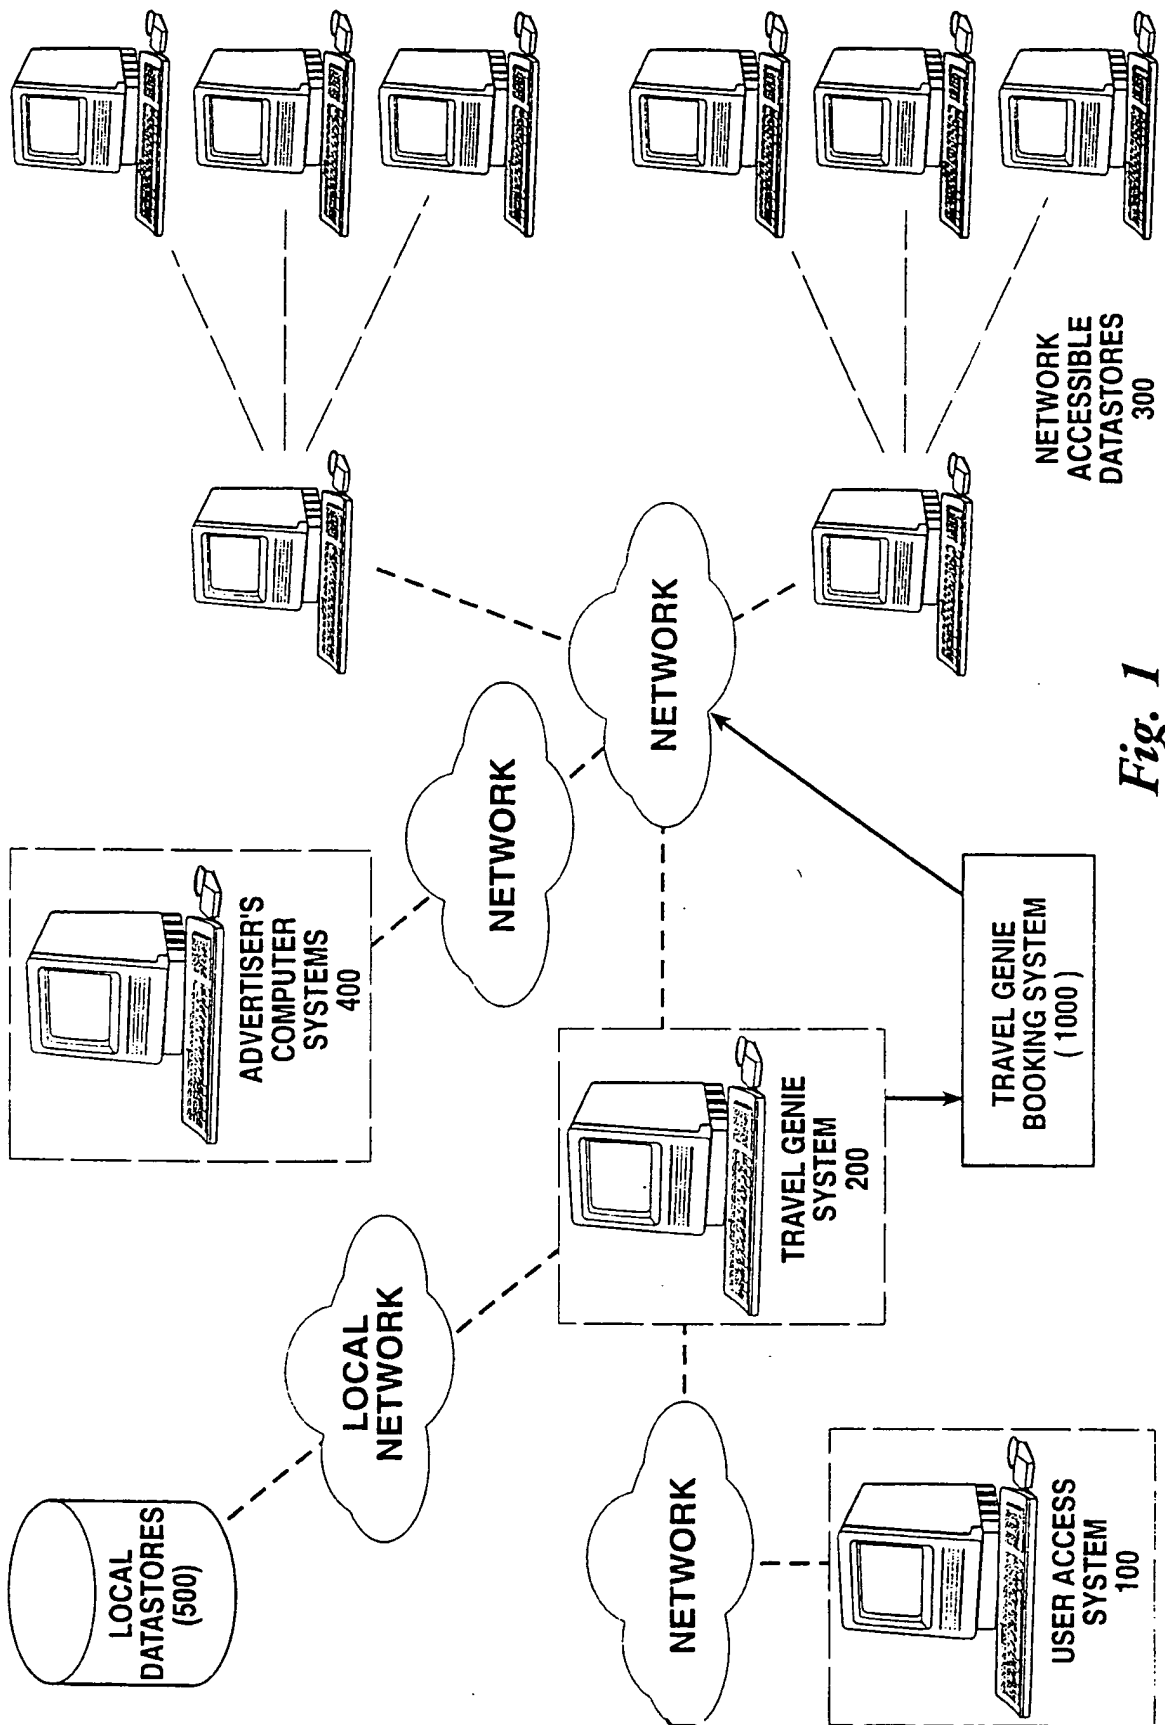 LOCAL
DATASTORES
(500)
LOCAL
NETWORK
ADVERTISER'S
COMPUTER
SYSTEMS
400
NETWORK
NETWORK
NETWORK
USER ACCESS
SYSTEM
100
TRAVEL GENIE
SYSTEM
200
TRAVEL GENIE
BOOKING SYSTEM
(1000)
NETWORK
ACCESSIBLE
DATASTORES
300
Fig. 1